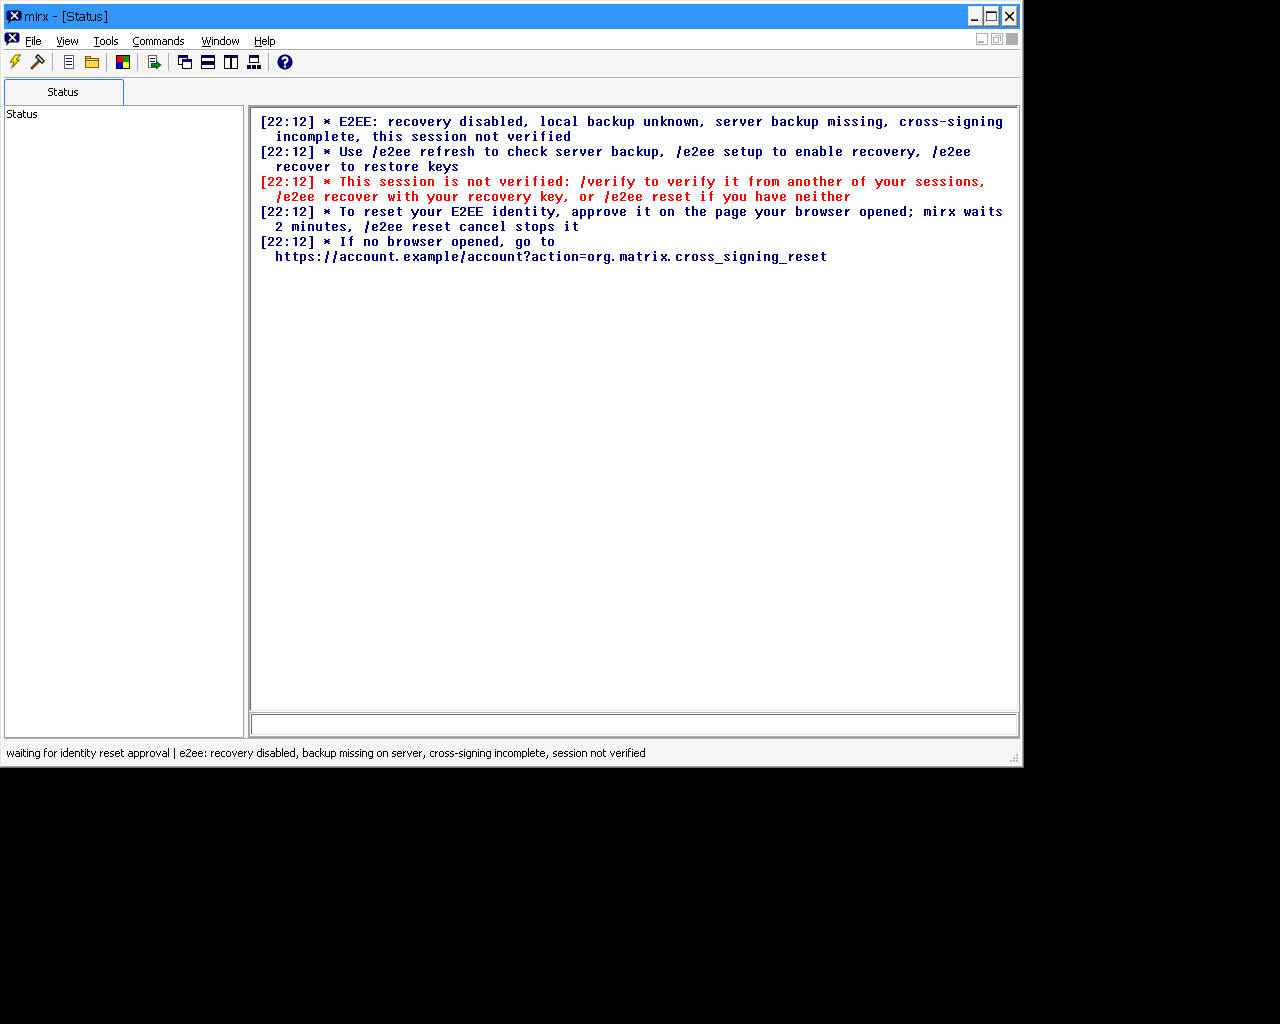 mirx - [Status]
File View Tools Commands Window Help
Status
Status
[22:12] * E2EE: recovery disabled, local backup unknown, server backup missing, cross-signing
incomplete, this session not verified
[22:12] * Use /e2ee refresh to check server backup, /e2ee setup to enable recovery, /e2ee
recover to restore keys
[22:12] * This session is not verified: /verify to verify it from another of your sessions,
/e2ee recover with your recovery key, or /e2ee reset if you have neither
[22:12] * To reset your E2EE identity, approve it on the page your browser opened; mirx waits
2 minutes, /e2ee reset cancel stops it
[22:12] * If no browser opened, go to
https://account.example/account?action=org.matrix.cross_signing_reset
waiting for identity reset approval | e2ee: recovery disabled, backup missing on server, cross-signing incomplete, session not verified